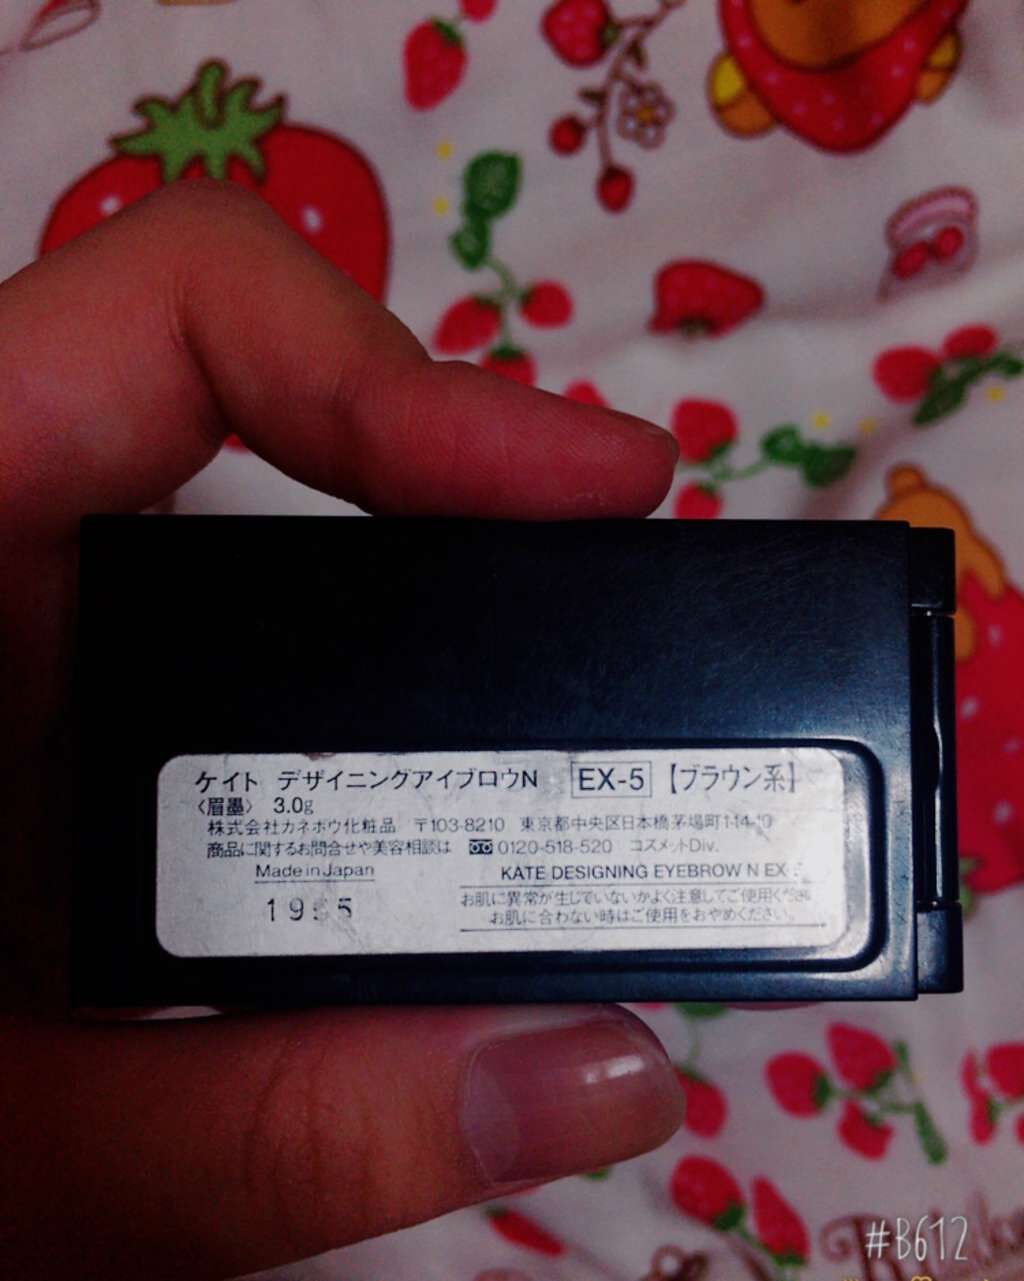 ケイト デザイニングアイブロウN EX-5 【ブラウン系】
〈眉墨〉 3.0g
株式会社カネボウ化粧品 〒103-8210 東京都中央区日本橋茅場町1-14-10
商品に関するお問合せや美容相談は 0120-518-520 コスメットDiv.
Made in Japan
KATE DESIGNING EYEBROW N EX-5
お肌に異常が生じていないかよく注意してご使用ください。
お肌に合わない時はご使用をおやめください。
#B612